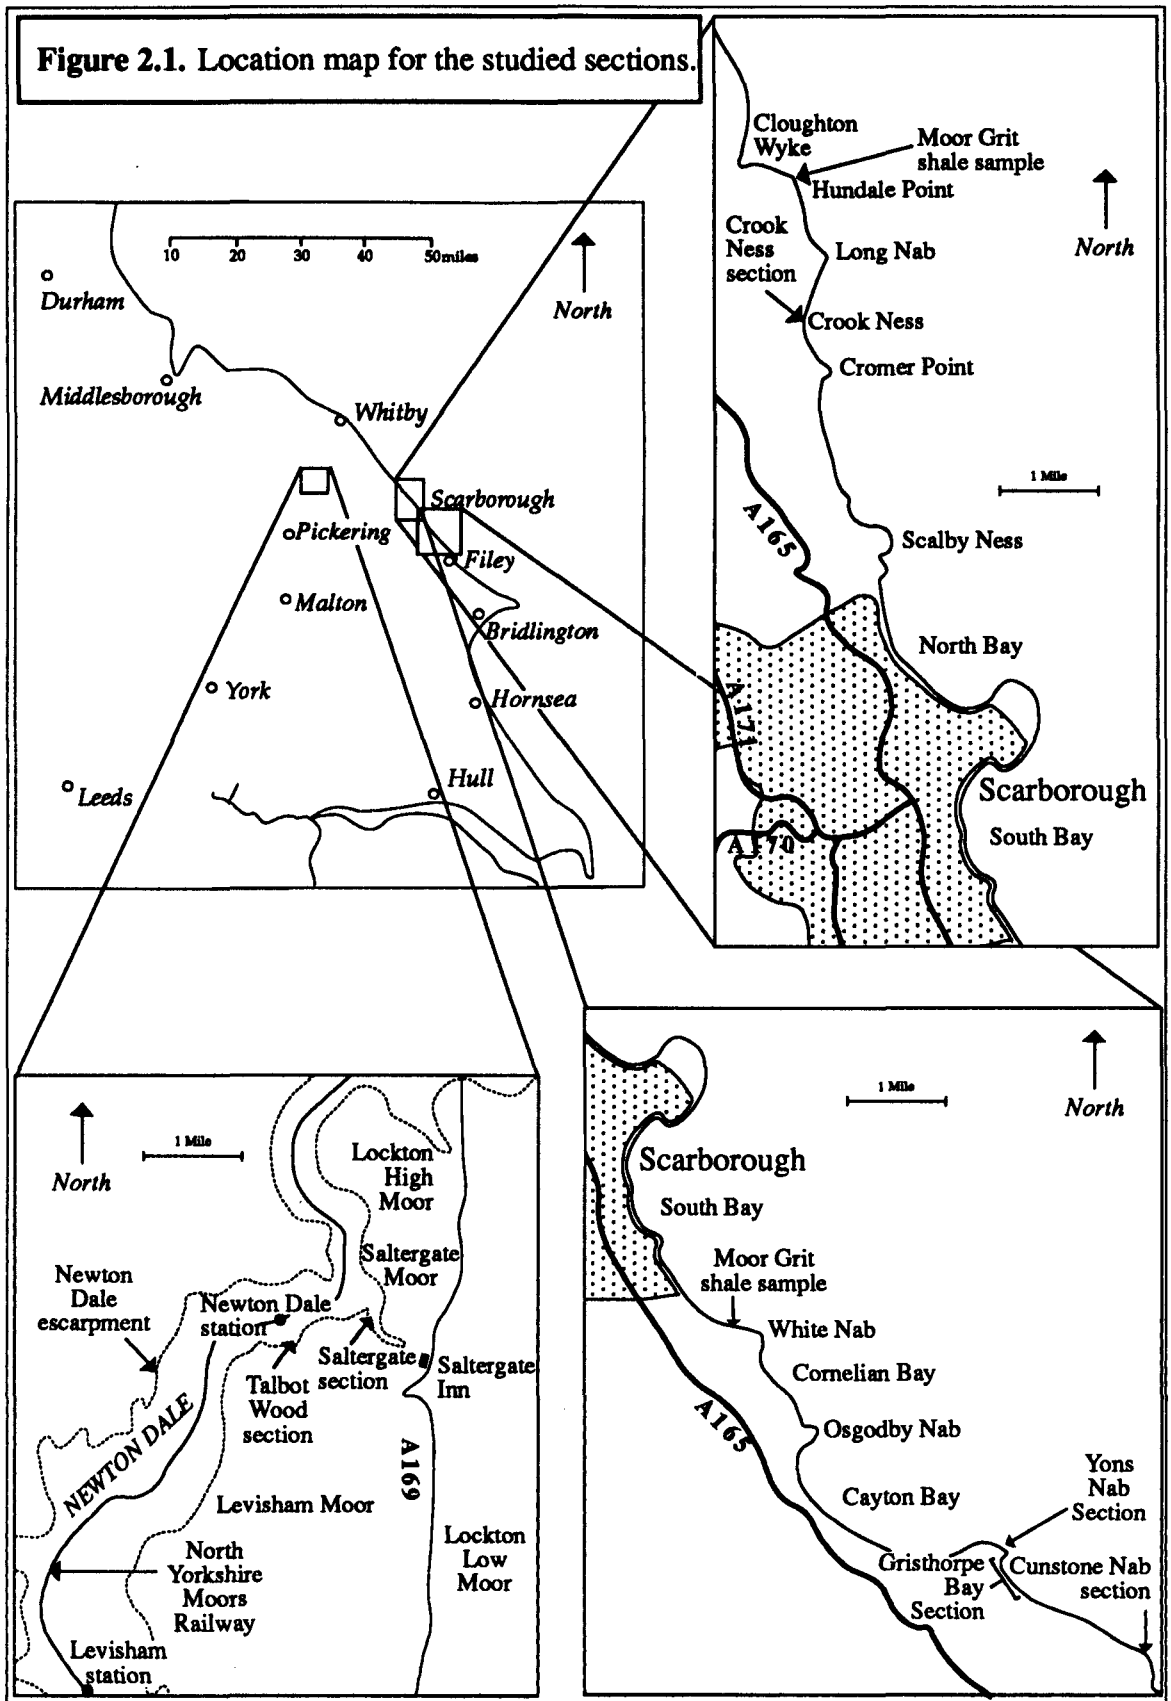 Figure 2.1. Location map for the studied sections.
10 20 30 40 50miles
North
Durham
Middlesborough
Whitby
Scarborough
Pickering
Filey
Malton
Bridlington
York
Hornsea
Leeds
Hull
Cloughton
Wyke
Moor Grit
shale sample
Hundale Point
North
Crook
Ness
section
Long Nab
Crook Ness
Cromer Point
1 Mile
A165
Scalby Ness
North Bay
A171
Scarborough
South Bay
A170
North
1 Mile
Lockton
High
Moor
Saltergate
Moor
Newton
Dale
escarpment
Newton Dale
station
Saltergate
section
Saltergate
Inn
Talbot
Wood
section
NEWTON DALE
A169
Levisham Moor
Lockton
Low
Moor
North
Yorkshire
Moors
Railway
Levisham
station
1 Mile
North
Scarborough
South Bay
Moor Grit
shale sample
White Nab
Cornelian Bay
A165
Osgodby Nab
Cayton Bay
Yons
Nab
Section
Gristhorpe
Bay
Section
Cunstone Nab
section